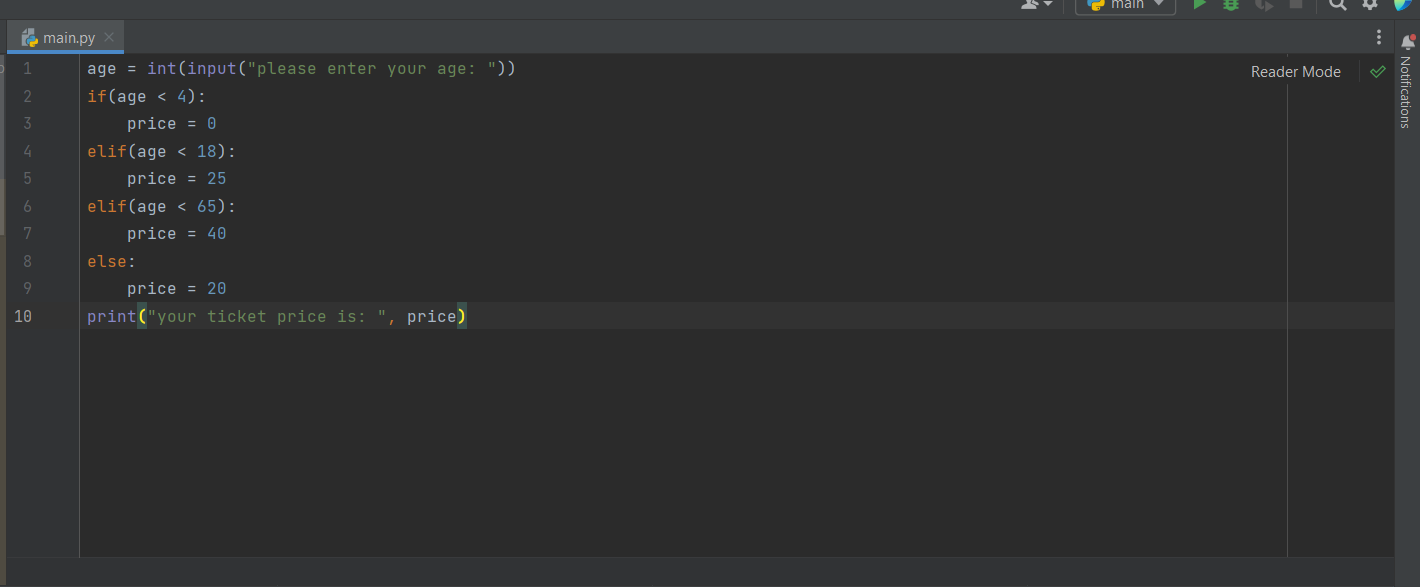 main
main.py
Reader Mode
Notifications
1 age = int(input("please enter your age: "))
2 if(age < 4):
3     price = 0
4 elif(age < 18):
5     price = 25
6 elif(age < 65):
7     price = 40
8 else:
9     price = 20
10 print("your ticket price is: ", price)